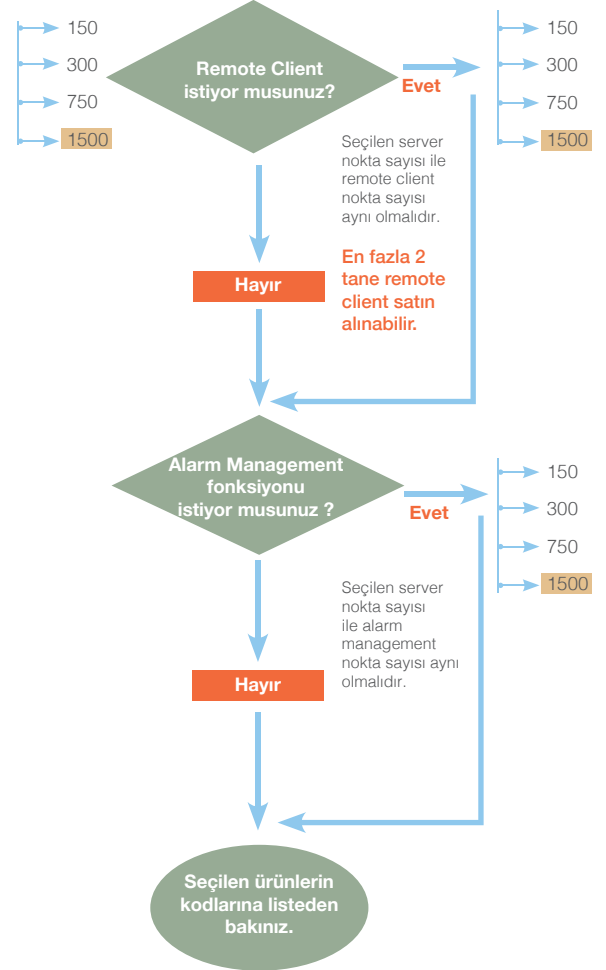 150
300
750
1500
Remote Client
istiyor musunuz?
Evet
150
300
750
1500
Seçilen server
nokta sayısı ile
remote client
nokta sayısı
aynı olmalıdır.
En fazla 2
tane remote
client satın
alınabilir.
Hayır
Alarm Management
fonksiyonu
istiyor musunuz ?
Evet
150
300
750
1500
Seçilen server
nokta sayısı
ile alarm
management
nokta sayısı aynı
olmalıdır.
Hayır
Seçilen ürünlerin
kodlarına listeden
bakınız.